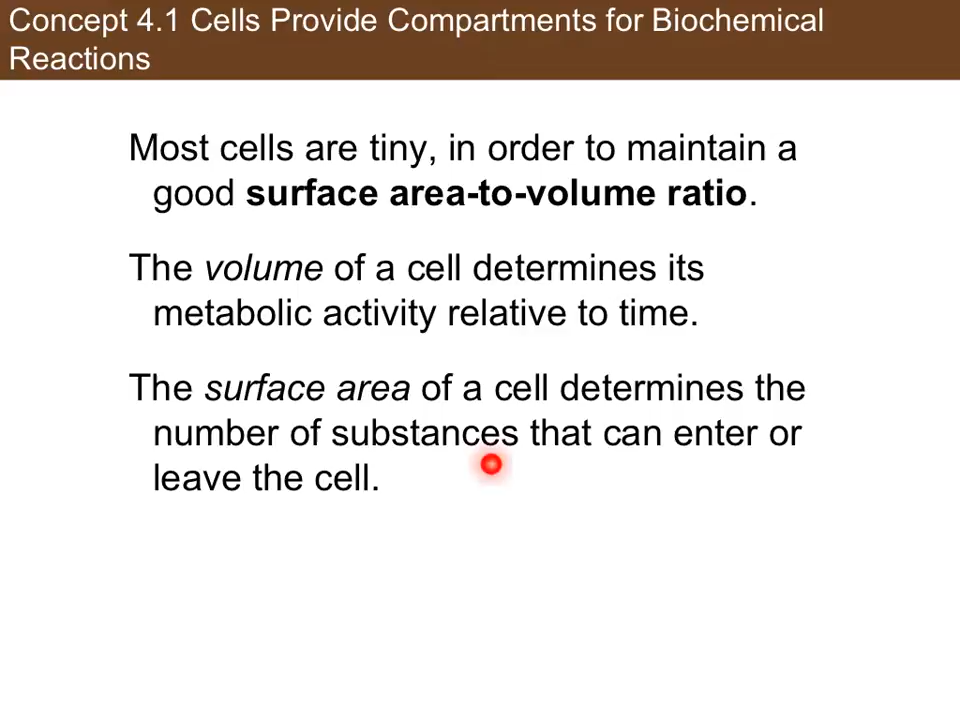 Concept 4.1 Cells Provide Compartments for Biochemical
Reactions
Most cells are tiny, in order to maintain a
good surface area-to-volume ratio.
The volume of a cell determines its
metabolic activity relative to time.
The surface area of a cell determines the
number of substances that can enter or
leave the cell.